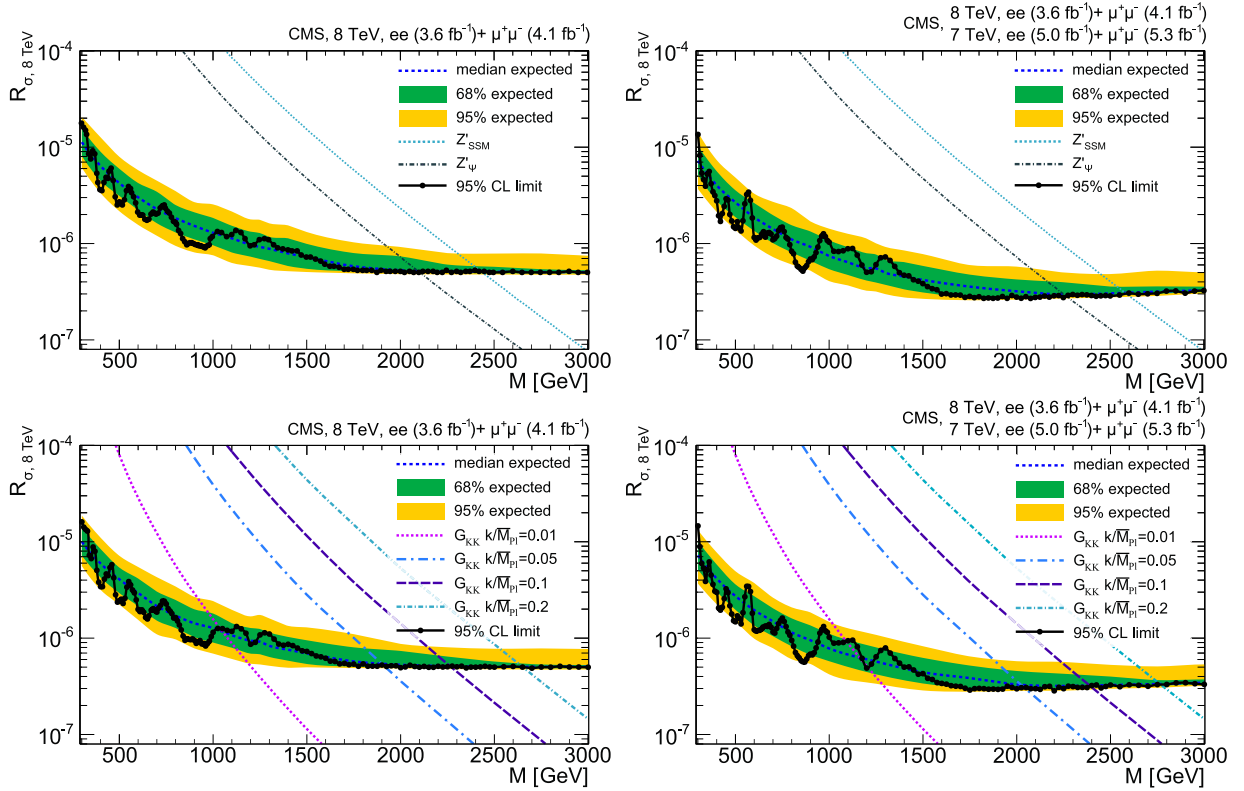 CMS, 8 TeV, ee (3.6 fb⁻¹)+ μ⁺μ⁻ (4.1 fb⁻¹)
R_σ, 8 TeV
10⁻⁴
10⁻⁵
10⁻⁶
10⁻⁷
median expected
68% expected
95% expected
Z'_SSM
Z'_Ψ
95% CL limit
500 1000 1500 2000 2500 3000
M [GeV]
CMS, 8 TeV, ee (3.6 fb⁻¹)+ μ⁺μ⁻ (4.1 fb⁻¹)
7 TeV, ee (5.0 fb⁻¹)+ μ⁺μ⁻ (5.3 fb⁻¹)
R_σ, 8 TeV
10⁻⁴
10⁻⁵
10⁻⁶
10⁻⁷
median expected
68% expected
95% expected
Z'_SSM
Z'_Ψ
95% CL limit
500 1000 1500 2000 2500 3000
M [GeV]
CMS, 8 TeV, ee (3.6 fb⁻¹)+ μ⁺μ⁻ (4.1 fb⁻¹)
R_σ, 8 TeV
10⁻⁴
10⁻⁵
10⁻⁶
10⁻⁷
median expected
68% expected
95% expected
G_KK k/M̅_Pl=0.01
G_KK k/M̅_Pl=0.05
G_KK k/M̅_Pl=0.1
G_KK k/M̅_Pl=0.2
95% CL limit
500 1000 1500 2000 2500 3000
M [GeV]
CMS, 8 TeV, ee (3.6 fb⁻¹)+ μ⁺μ⁻ (4.1 fb⁻¹)
7 TeV, ee (5.0 fb⁻¹)+ μ⁺μ⁻ (5.3 fb⁻¹)
R_σ, 8 TeV
10⁻⁴
10⁻⁵
10⁻⁶
10⁻⁷
median expected
68% expected
95% expected
G_KK k/M̅_Pl=0.01
G_KK k/M̅_Pl=0.05
G_KK k/M̅_Pl=0.1
G_KK k/M̅_Pl=0.2
95% CL limit
500 1000 1500 2000 2500 3000
M [GeV]